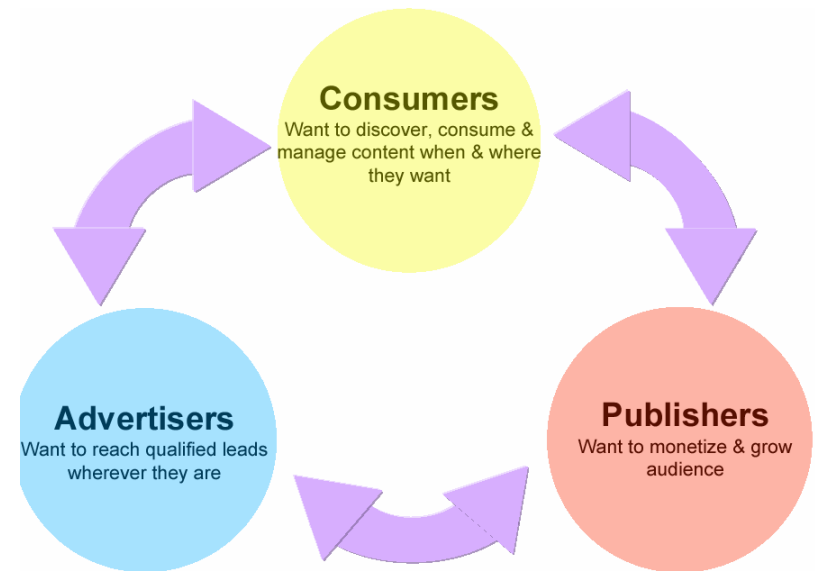 Consumers
Want to discover, consume &
manage content when & where
they want
Advertisers
Want to reach qualified leads
wherever they are
Publishers
Want to monetize & grow
audience